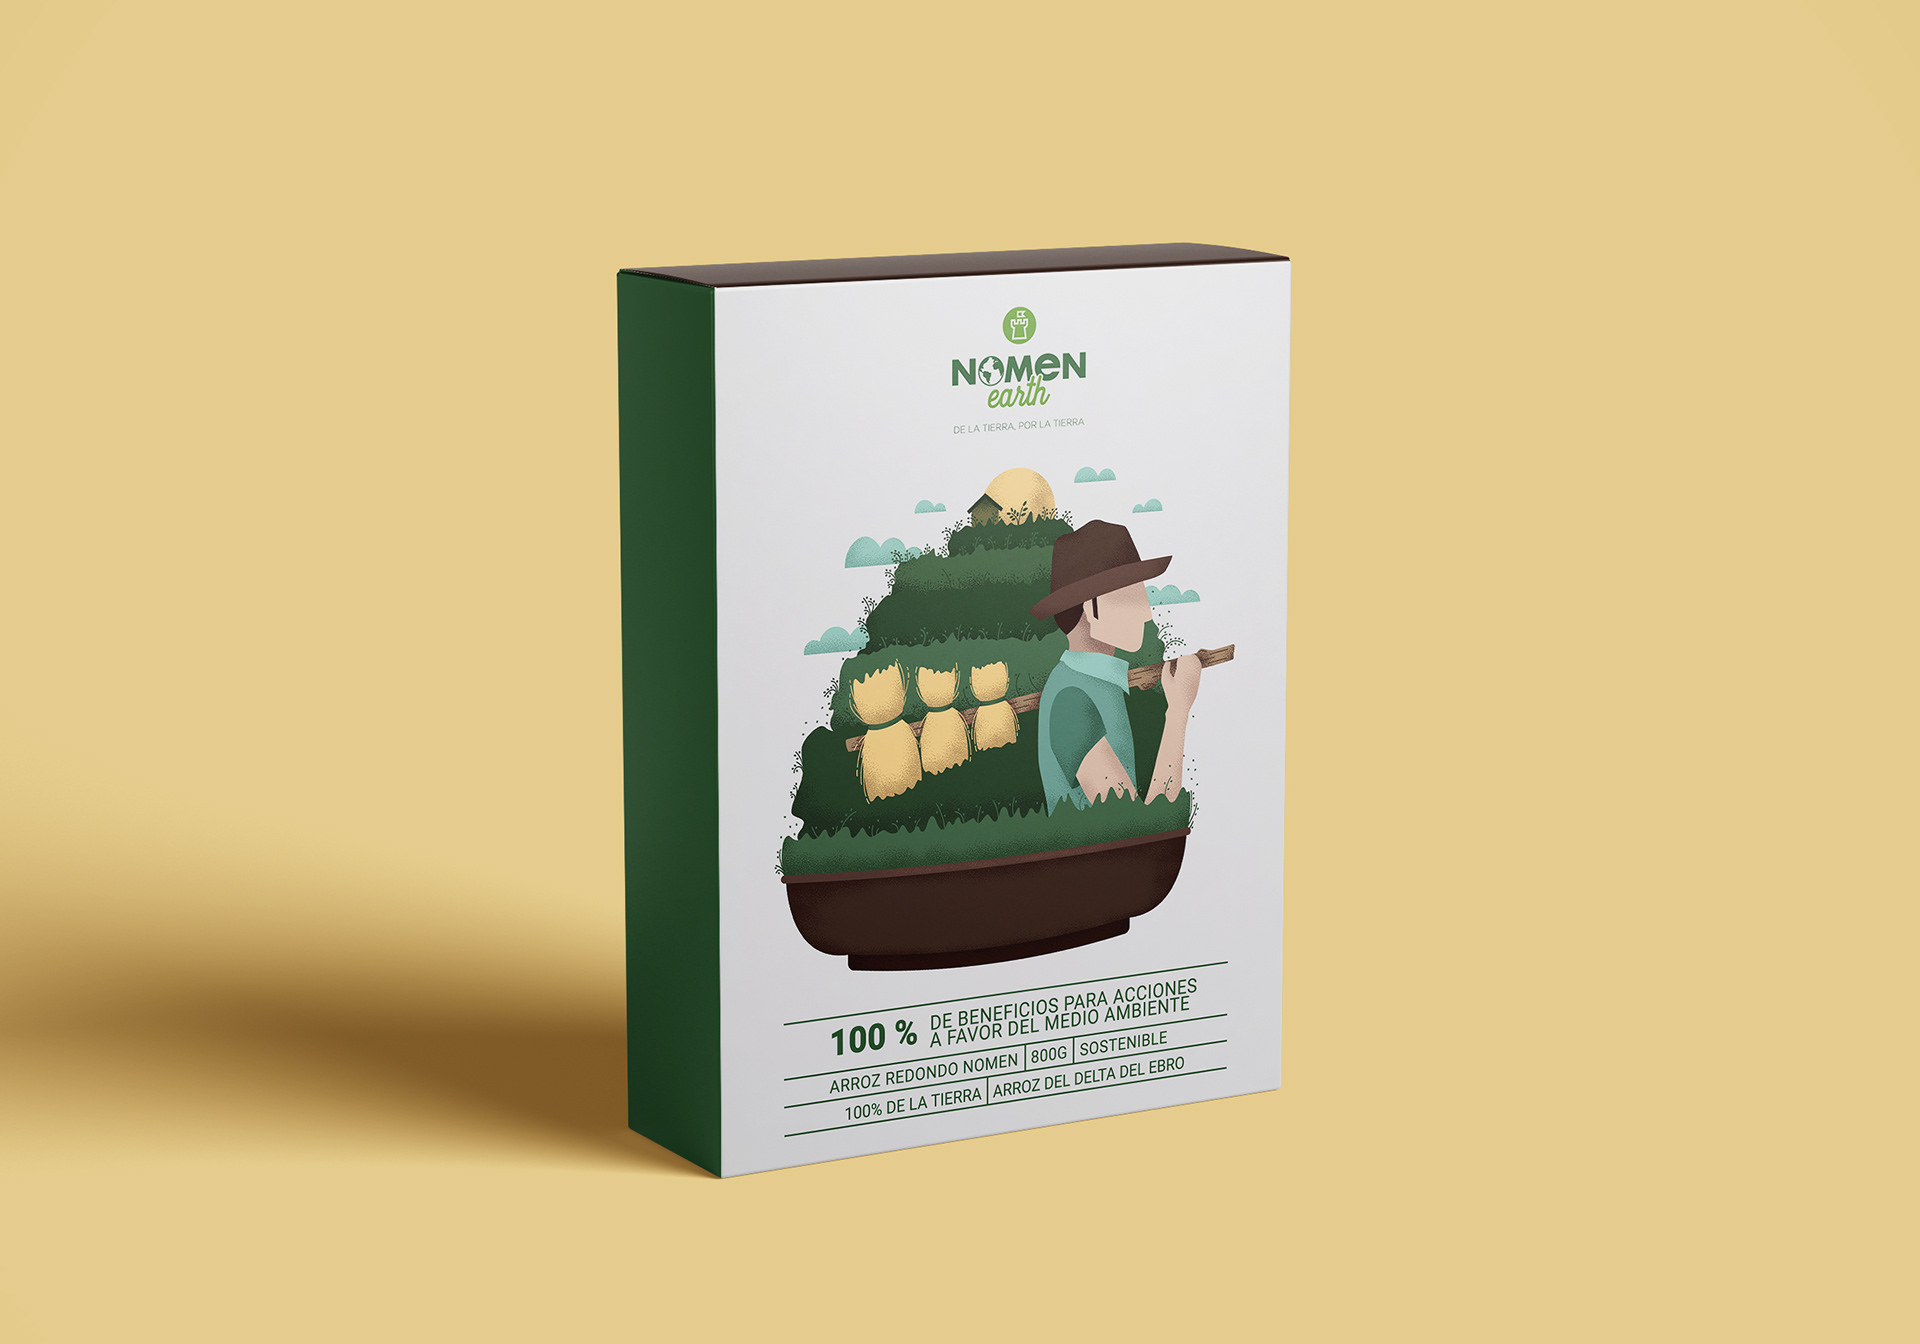 NOMEN
earth
DE LA TIERRA, POR LA TIERRA
100 % DE BENEFICIOS PARA ACCIONES
A FAVOR DEL MEDIO AMBIENTE
ARROZ REDONDO NOMEN 800G SOSTENIBLE
100% DE LA TIERRA ARROZ DEL DELTA DEL EBRO